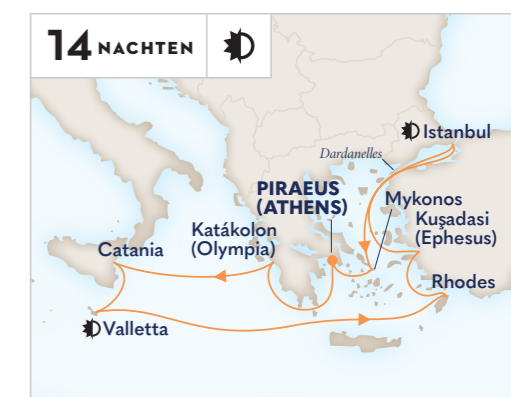 14 NACHTEN
Istanbul
Dardanelles
PIRAEUS
(ATHENS)
Mykonos
Kuşadasi
(Ephesus)
Katákolon
(Olympia)
Catania
Rhodes
Valletta